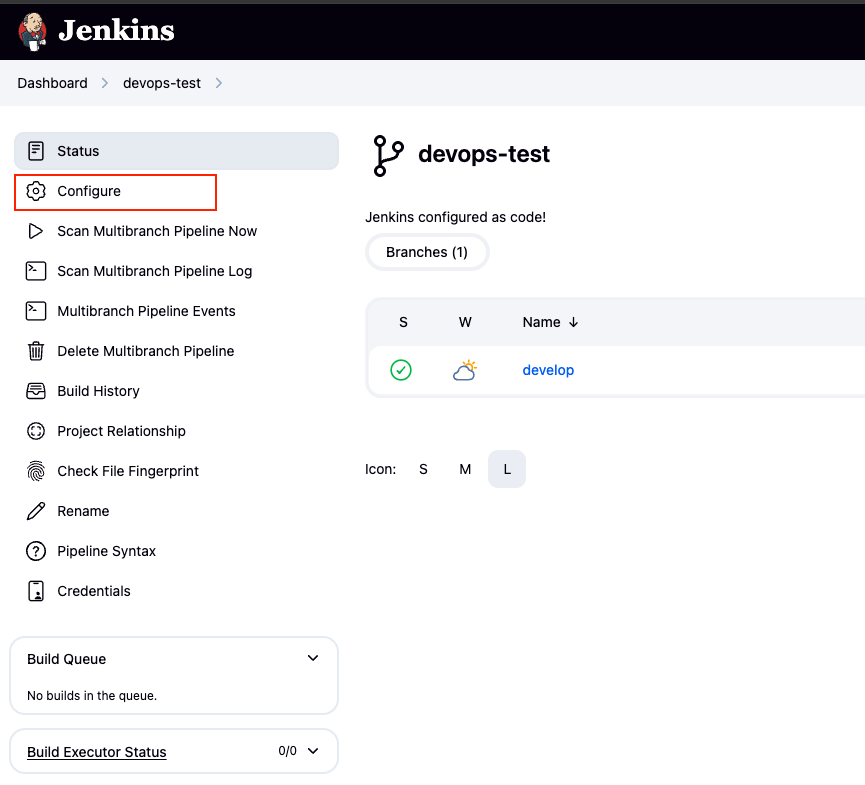 Jenkins
Dashboard
devops-test
Status
Configure
Scan Multibranch Pipeline Now
Scan Multibranch Pipeline Log
Multibranch Pipeline Events
Delete Multibranch Pipeline
Build History
Project Relationship
Check File Fingerprint
Rename
Pipeline Syntax
Credentials
Build Queue
No builds in the queue.
Build Executor Status 0/0
devops-test
Jenkins configured as code!
Branches (1)
S W Name ↓
develop
Icon: S M L